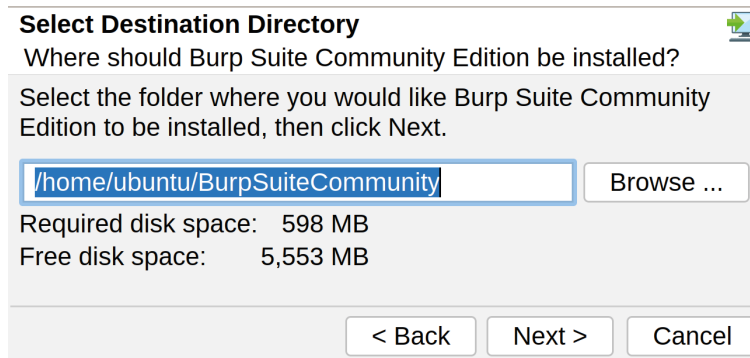 Select Destination Directory
Where should Burp Suite Community Edition be installed?
Select the folder where you would like Burp Suite Community
Edition to be installed, then click Next.
/home/ubuntu/BurpSuiteCommunity
Browse ...
Required disk space: 598 MB
Free disk space: 5,553 MB
< Back Next > Cancel